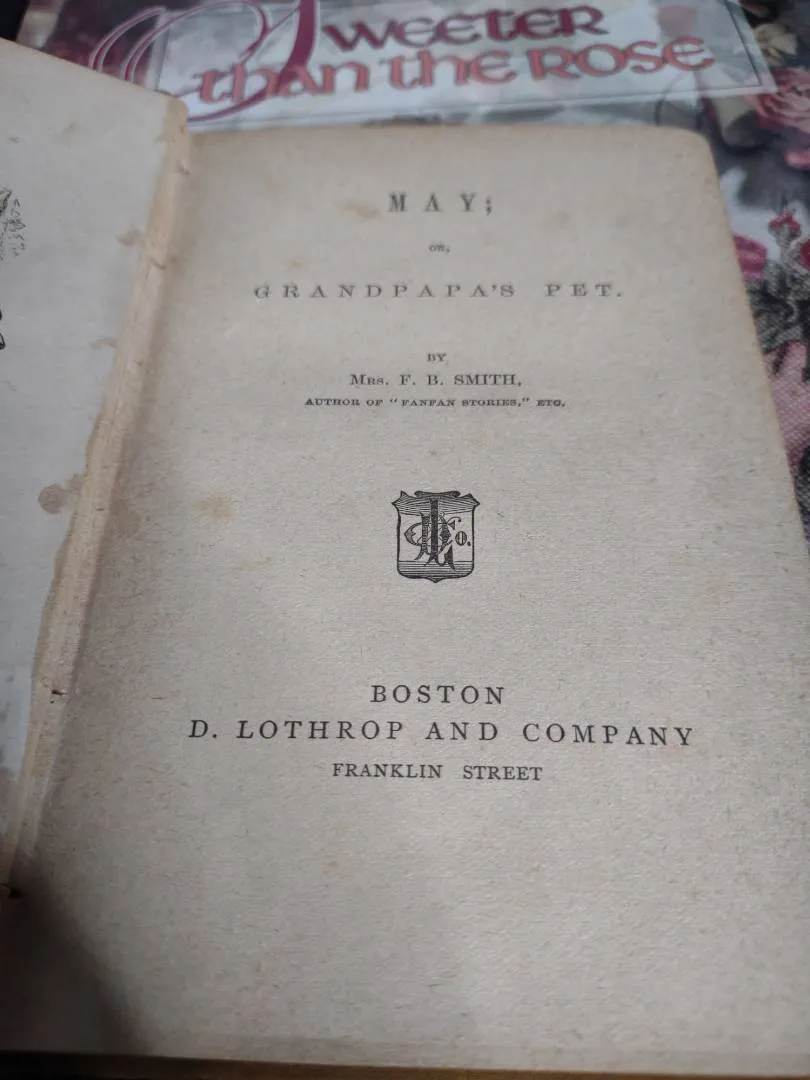 SWEETER
than the ROSE
MAY;
OR,
GRANDPAPA'S PET.
BY
MRS. F. B. SMITH,
AUTHOR OF "FANFAN STORIES," ETC.
BOSTON
D. LOTHROP AND COMPANY
FRANKLIN STREET